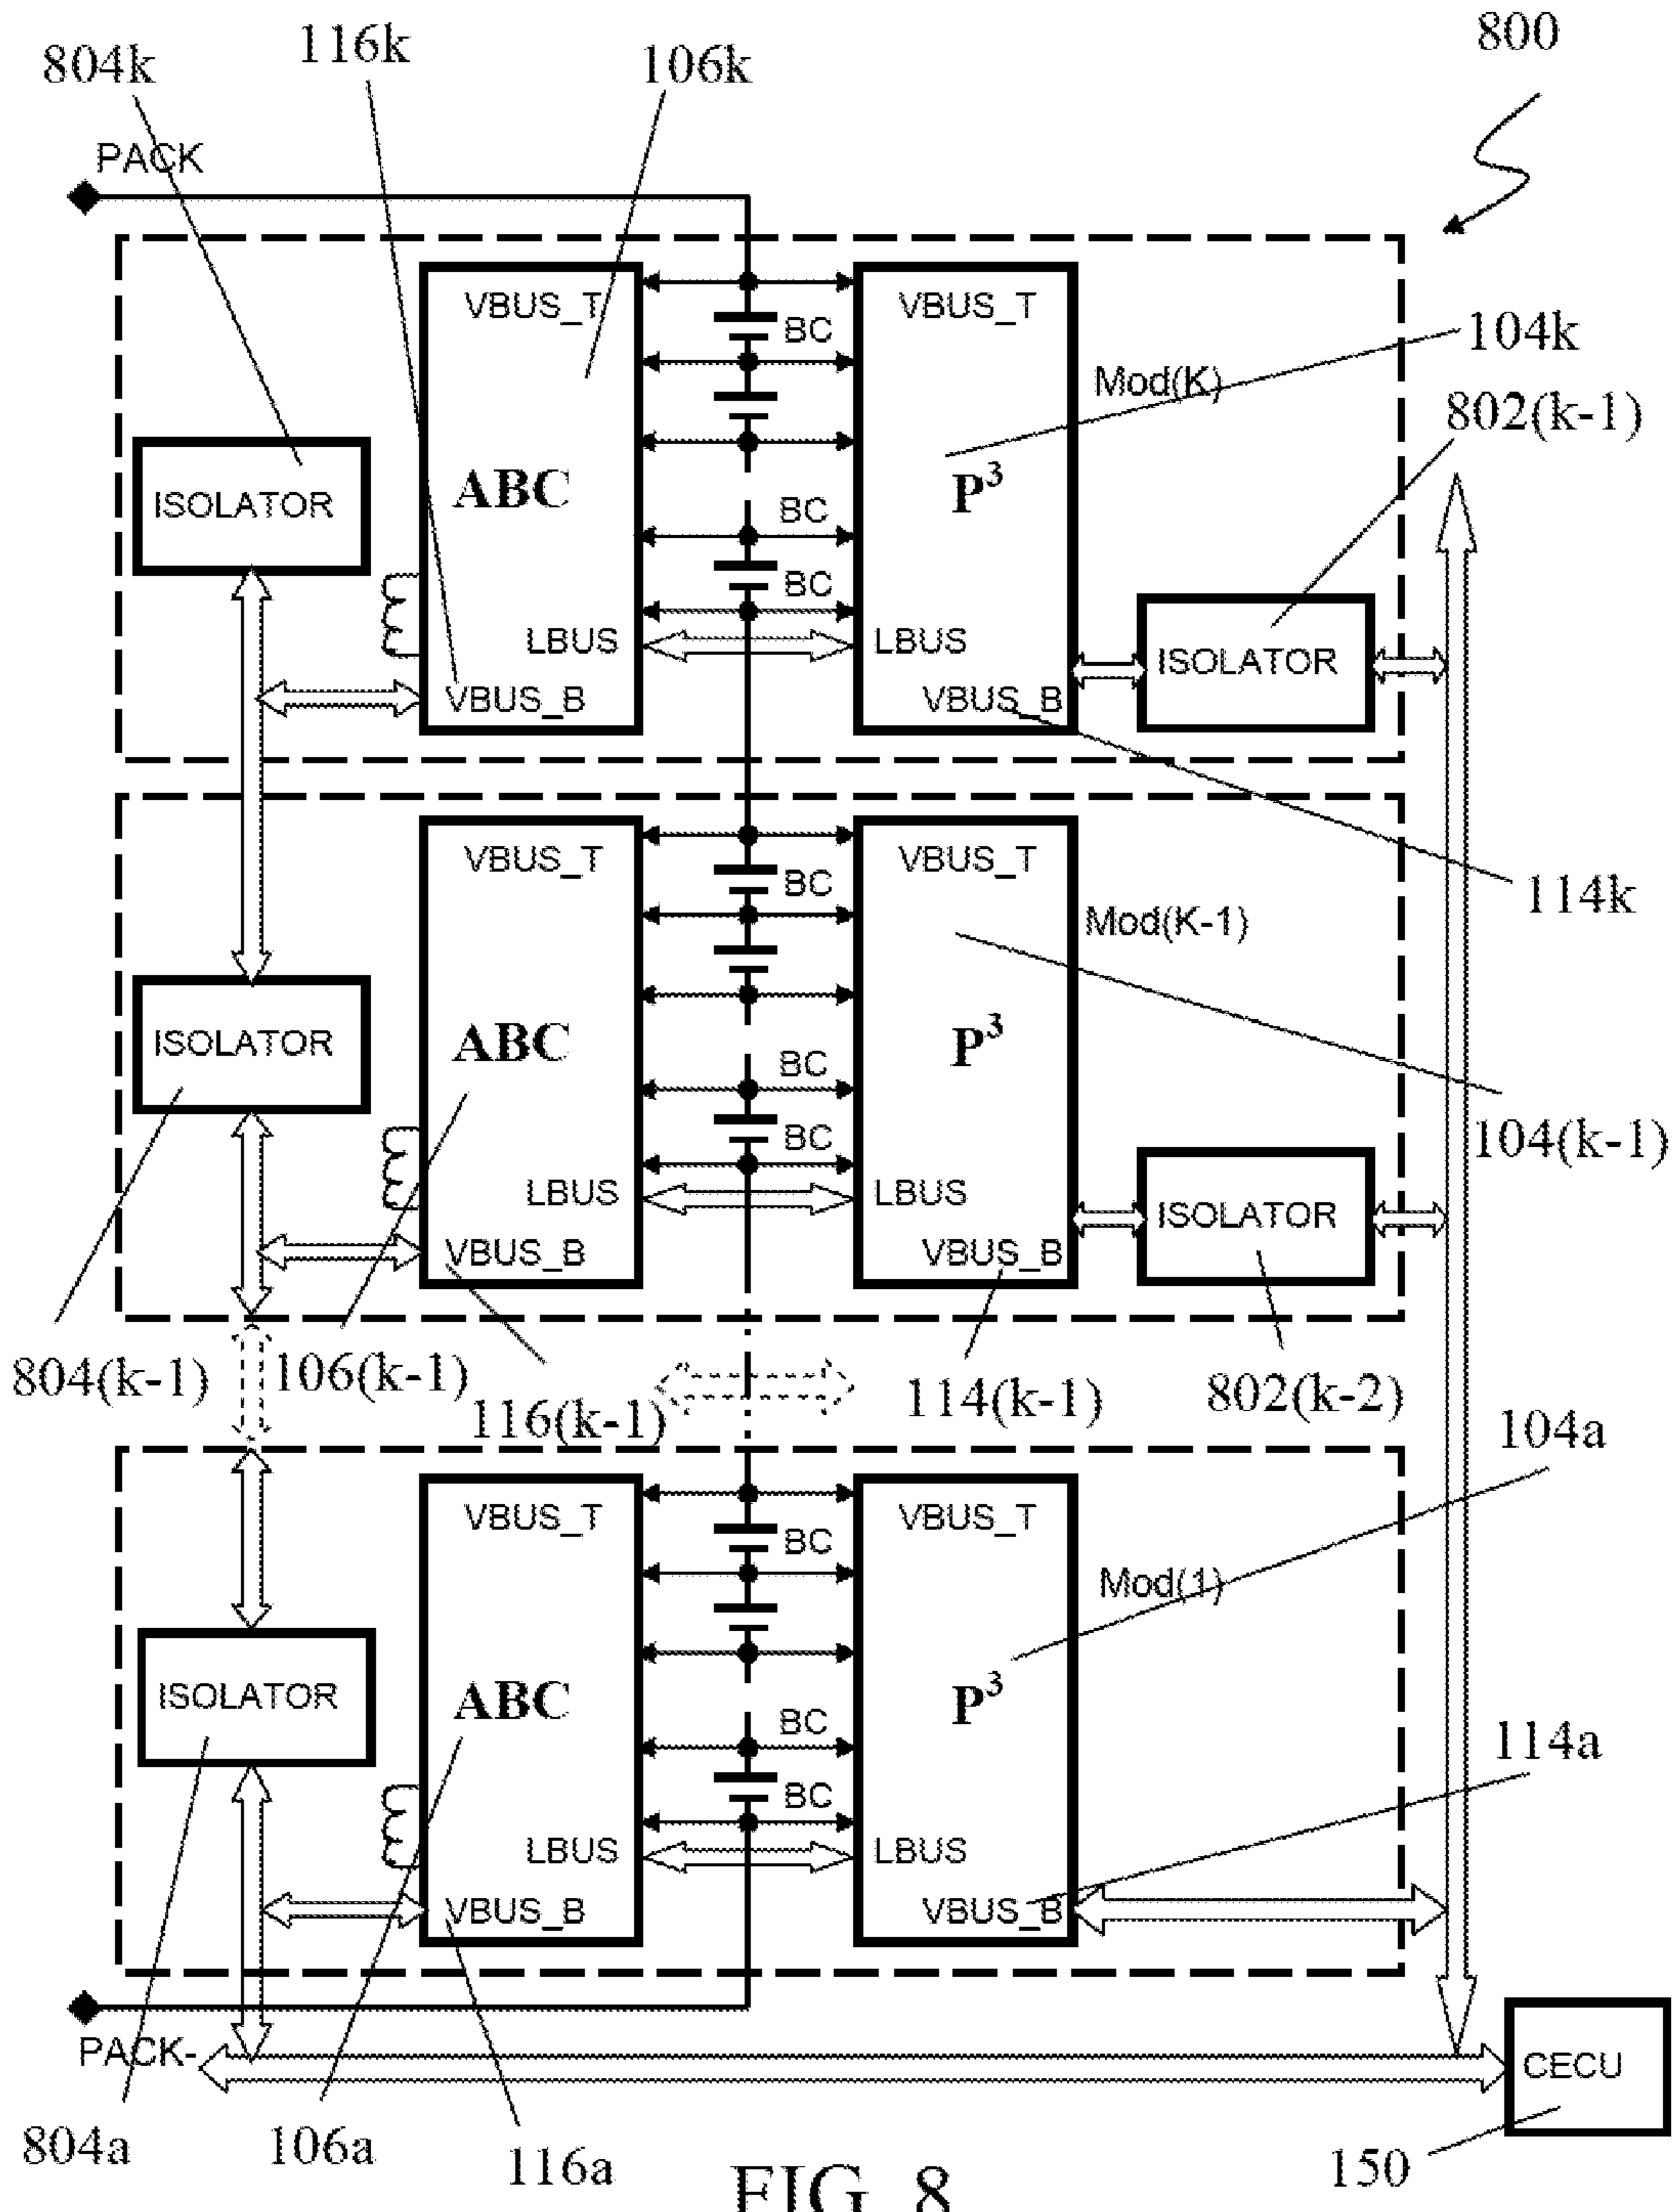 800
116k
804k
106k
PACK
VBUS_T
VBUS_T
BC
104k
Mod(K)
802(k-1)
ISOLATOR
ABC
BC
P³
BC
LBUS
LBUS
ISOLATOR
VBUS_B
VBUS_B
VBUS_T
VBUS_T
BC
114k
Mod(K-1)
ISOLATOR
ABC
P³
BC
BC
104(k-1)
LBUS
LBUS
ISOLATOR
VBUS_B
VBUS_B
804(k-1)
106(k-1)
116(k-1)
114(k-1)
802(k-2)
104a
VBUS_T
VBUS_T
BC
Mod(1)
ISOLATOR
ABC
P³
BC
114a
BC
LBUS
LBUS
VBUS_B
VBUS_B
PACK-
CECU
804a
106a
116a
150
FIG. 8